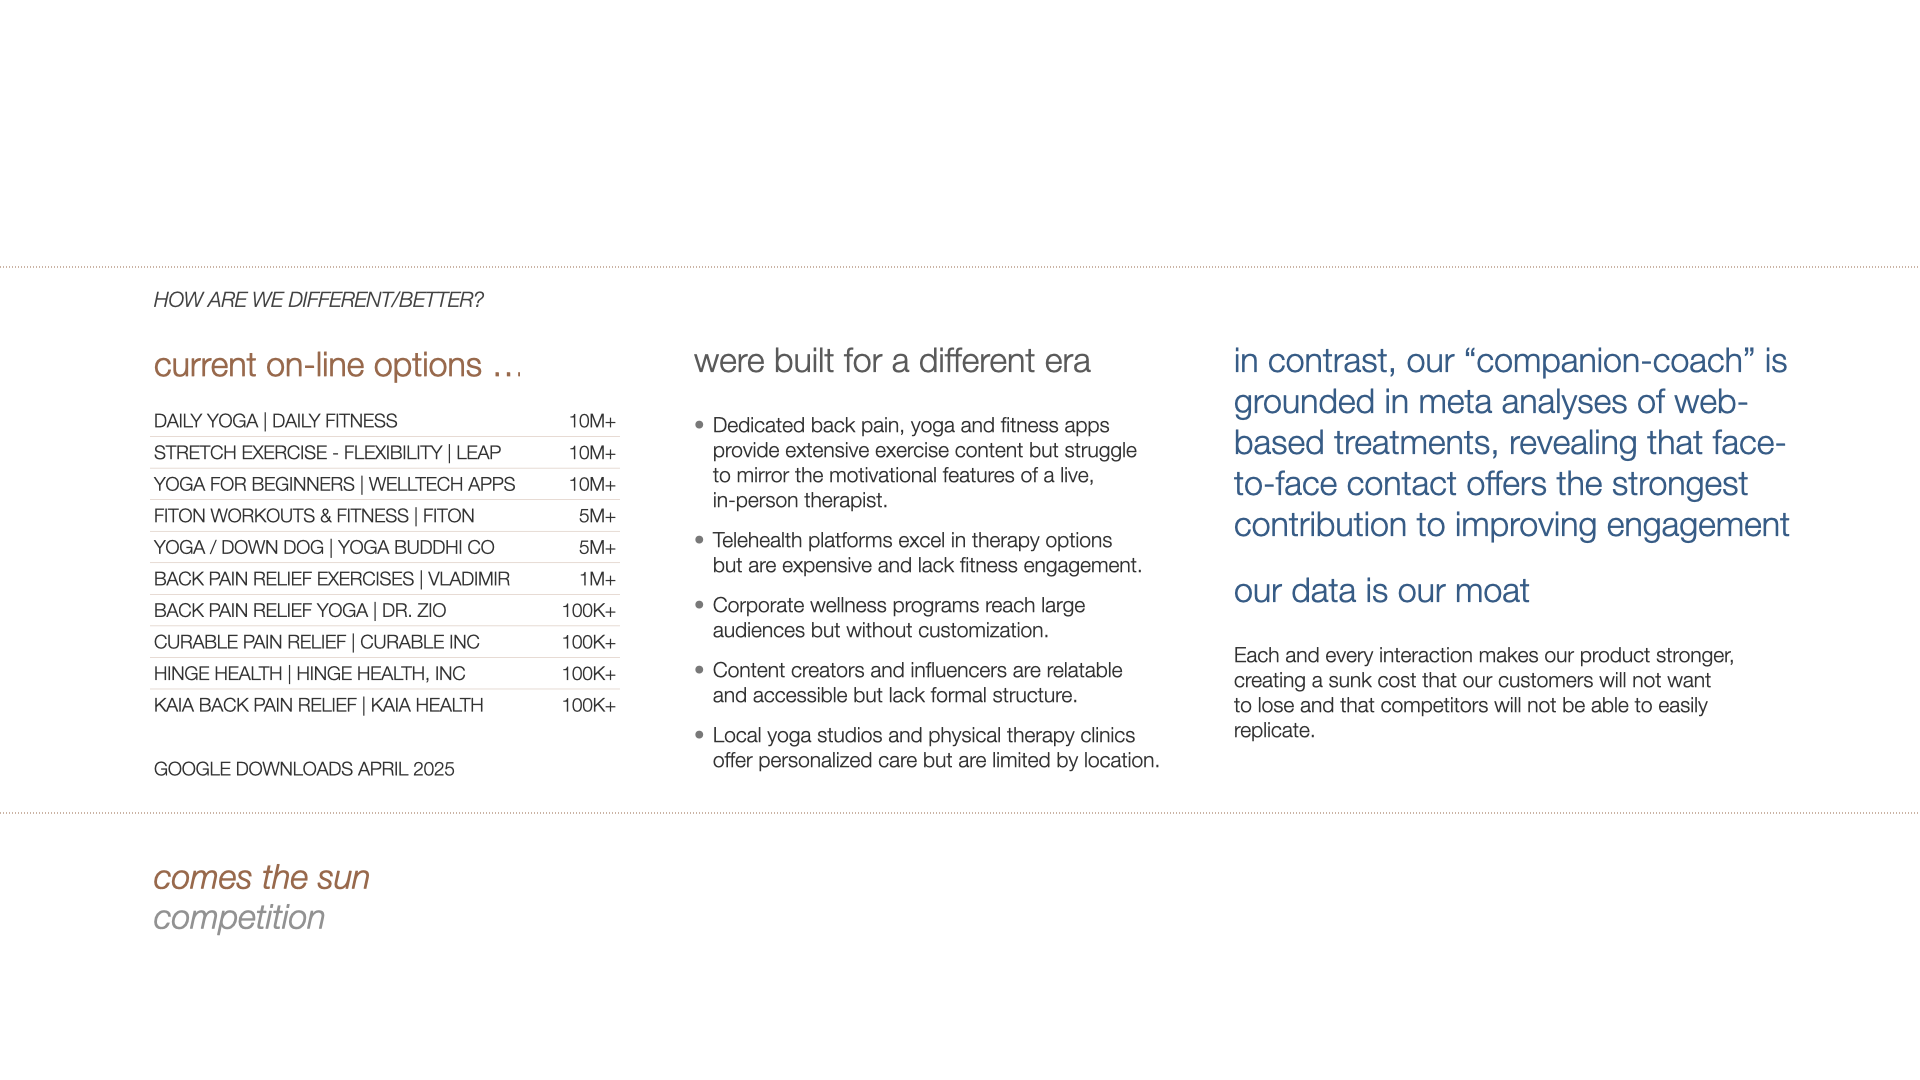 HOW ARE WE DIFFERENT/BETTER?
current on-line options …
DAILY YOGA | DAILY FITNESS 10M+
STRETCH EXERCISE - FLEXIBILITY | LEAP 10M+
YOGA FOR BEGINNERS | WELLTECH APPS 10M+
FITON WORKOUTS & FITNESS | FITON 5M+
YOGA / DOWN DOG | YOGA BUDDHI CO 5M+
BACK PAIN RELIEF EXERCISES | VLADIMIR 1M+
BACK PAIN RELIEF YOGA | DR. ZIO 100K+
CURABLE PAIN RELIEF | CURABLE INC 100K+
HINGE HEALTH | HINGE HEALTH, INC 100K+
KAIA BACK PAIN RELIEF | KAIA HEALTH 100K+
GOOGLE DOWNLOADS APRIL 2025
were built for a different era
• Dedicated back pain, yoga and fitness apps
provide extensive exercise content but struggle
to mirror the motivational features of a live,
in-person therapist.
• Telehealth platforms excel in therapy options
but are expensive and lack fitness engagement.
• Corporate wellness programs reach large
audiences but without customization.
• Content creators and influencers are relatable
and accessible but lack formal structure.
• Local yoga studios and physical therapy clinics
offer personalized care but are limited by location.
in contrast, our “companion-coach” is
grounded in meta analyses of web-
based treatments, revealing that face-
to-face contact offers the strongest
contribution to improving engagement
our data is our moat
Each and every interaction makes our product stronger,
creating a sunk cost that our customers will not want
to lose and that competitors will not be able to easily
replicate.
comes the sun
competition